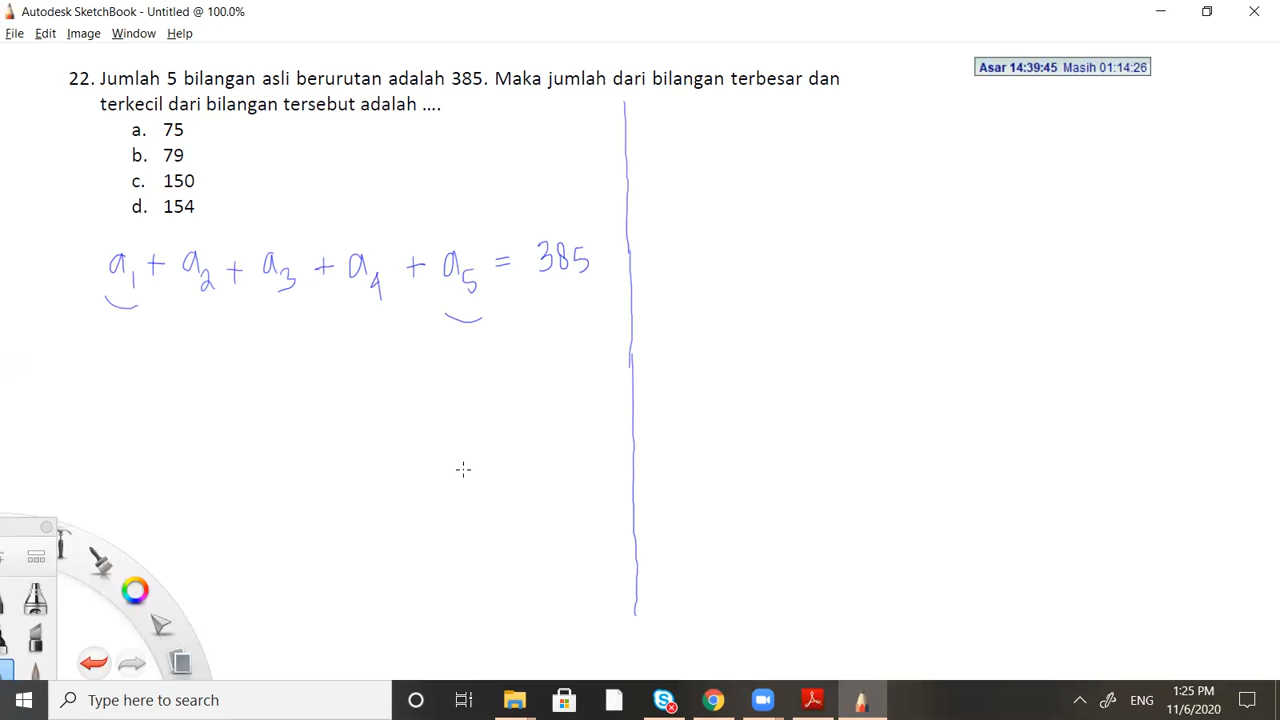 Autodesk SketchBook - Untitled @ 100.0%
File Edit Image Window Help
Asar 14:39:45 Masih 01:14:26
22. Jumlah 5 bilangan asli berurutan adalah 385. Maka jumlah dari bilangan terbesar dan
terkecil dari bilangan tersebut adalah ....
a. 75
b. 79
c. 150
d. 154
a₁ + a₂ + a₃ + a₄ + a₅ = 385
Type here to search
ENG
1:25 PM
11/6/2020